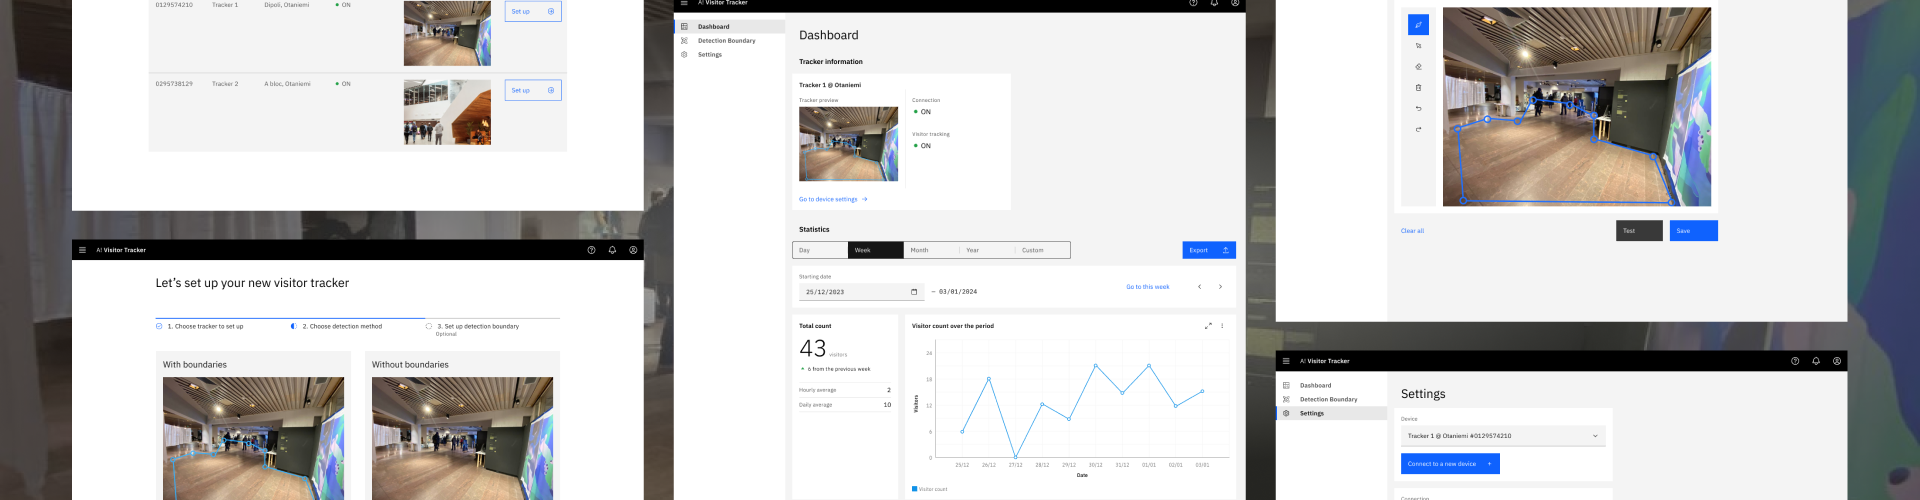 0129574210 Tracker 1 Dipoli, Otaniemi ON Set up
0295738129 Tracker 2 A bloc, Otaniemi ON Set up
A! Visitor Tracker
Let's set up your new visitor tracker
1. Choose tracker to set up
2. Choose detection method
3. Set up detection boundary
Optional
With boundaries
Without boundaries
A! Visitor Tracker
Dashboard
Detection Boundary
Settings
Dashboard
Tracker information
Tracker 1 @ Otaniemi
Tracker preview
Connection
ON
Visitor tracking
ON
Go to device settings
Statistics
Day Week Month Year Custom
Export
Starting date
25/12/2023 – 03/01/2024
Go to this week
Total count
43 visitors
6 from the previous week
Hourly average 2
Daily average 10
Visitor count over the period
24
18
12
6
0
Visitors
25/12 26/12 27/12 28/12 29/12 30/12 31/12 01/01 02/01 03/01
Date
Visitor count
Clear all
Test
Save
A! Visitor Tracker
Dashboard
Detection Boundary
Settings
Settings
Device
Tracker 1 @ Otaniemi #0129574210
Connect to a new device +
Connection